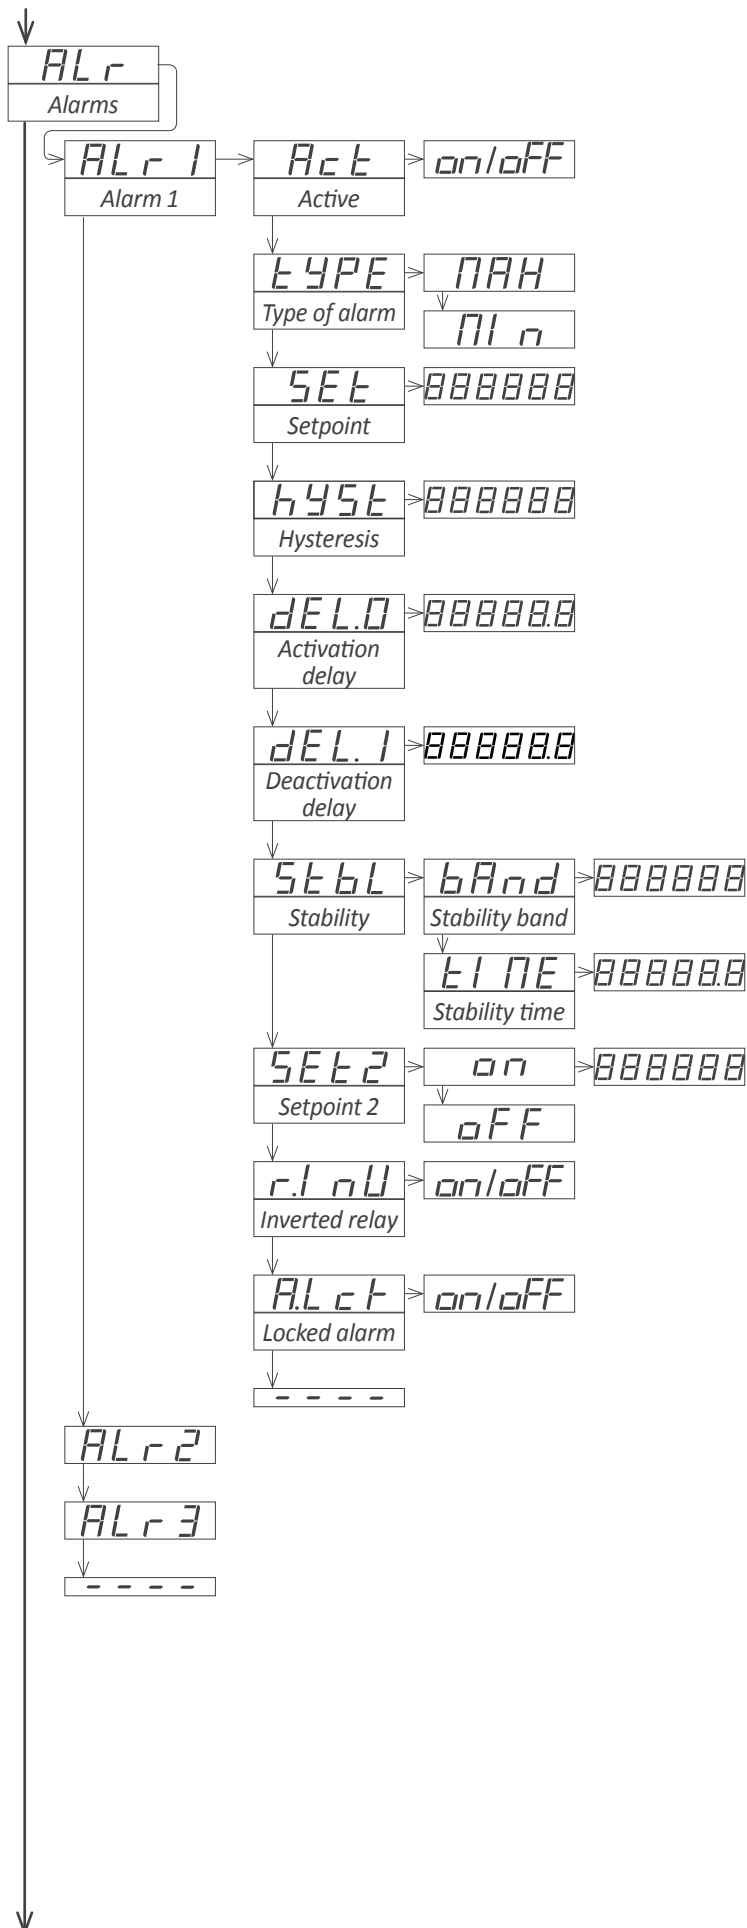 ALr
Alarms
ALr 1
Act
on/oFF
Alarm 1
Active
tYPE
MAX
Type of alarm
MIn
SEt
888888
Setpoint
hYSt
888888
Hysteresis
dEL.0
88888.8
Activation
delay
dEL.1
88888.8
Deactivation
delay
StbL
bAnd
888888
Stability
Stability band
tIME
88888.8
Stability time
SEt2
on
888888
Setpoint 2
oFF
r.InV
on/oFF
Inverted relay
A.Lck
on/oFF
Locked alarm
- - - -
ALr2
ALr3
- - - -